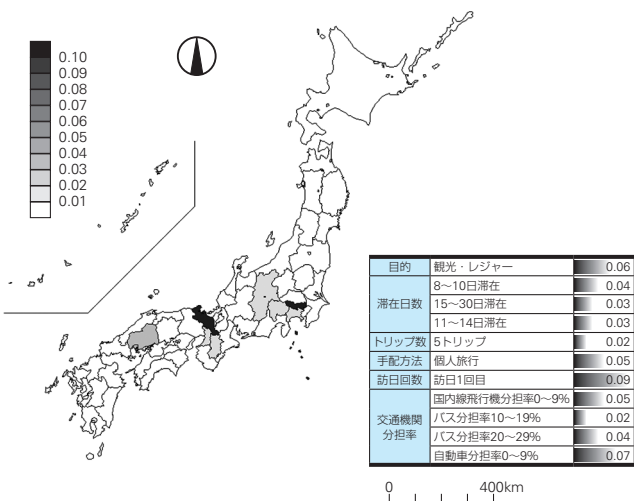 0.10
0.09
0.08
0.07
0.06
0.05
0.04
0.03
0.02
0.01
目的 観光・レジャー 0.06
滞在日数 8~10日滞在 0.04
15~30日滞在 0.03
11~14日滞在 0.03
トリップ数 5トリップ 0.02
手配方法 個人旅行 0.05
訪日回数 訪日1回目 0.09
交通機関分担率 国内線飛行機分担率0~9% 0.05
バス分担率10~19% 0.02
バス分担率20~29% 0.04
自動車分担率0~9% 0.07
0 400km